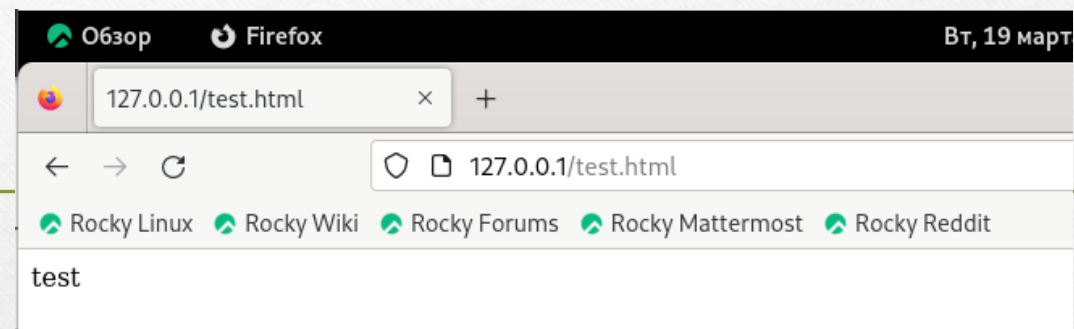 Обзор Firefox Вт, 19 март
127.0.0.1/test.html
127.0.0.1/test.html
Rocky Linux Rocky Wiki Rocky Forums Rocky Mattermost Rocky Reddit
test